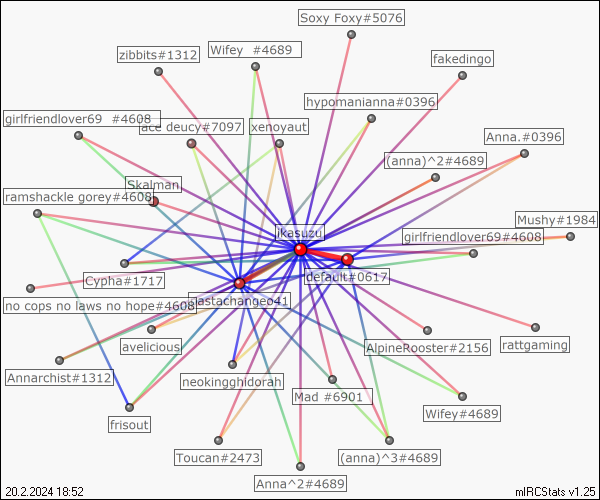 Soxy Foxy#5076
zibbits#1312
Wifey #4689
fakedingo
hypomanianna#0396
girlfriendlover69 #4608
ace deucy#7097
xenoyaut
Anna.#0396
(anna)^2#4689
Skalman
ramshackle gorey#4608
Mushy#1984
ikasuzu
girlfriendlover69#4608
Cypha#1717
default#0617
no cops no laws no hope#4608
lastachange041
avelicious
AlpineRooster#2156
rattgaming
Annarchist#1312
neokingghidorah
Mad #6901
Wifey#4689
frisout
Toucan#2473
(anna)^3#4689
Anna^2#4689
20.2.2024 18:52
mIRCStats v1.25